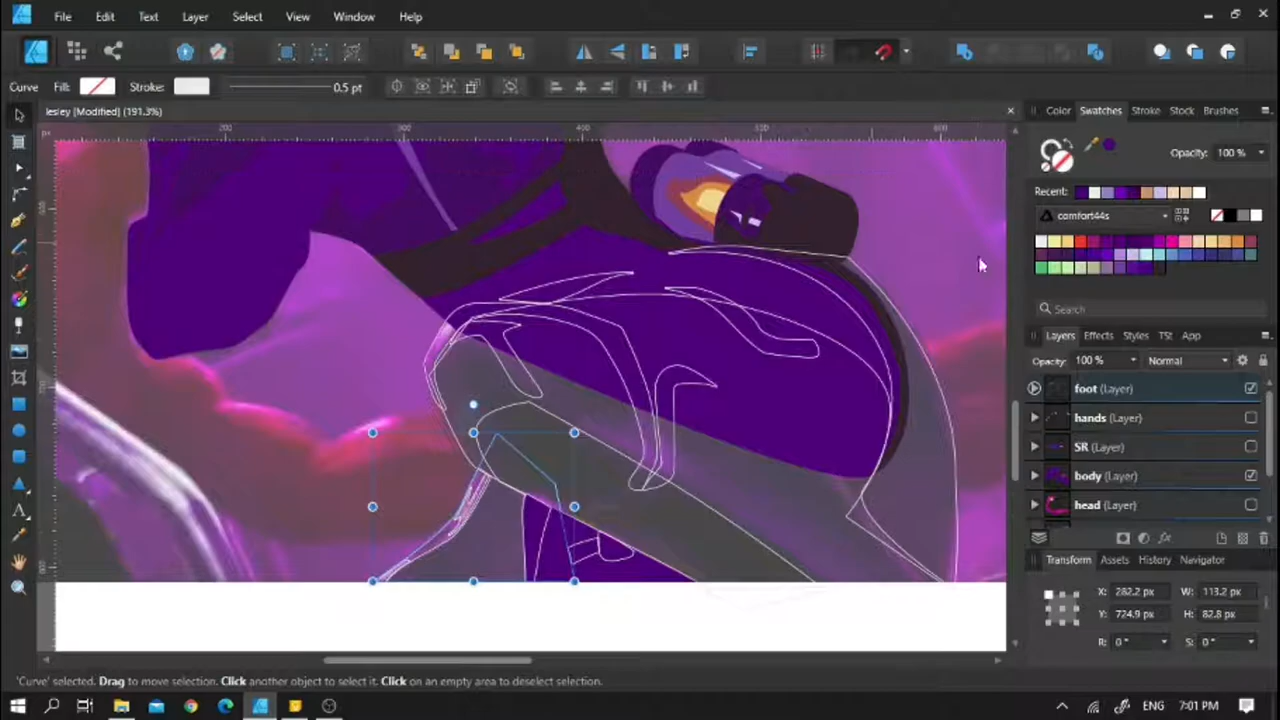 File Edit Text Layer Select View Window Help
Curve Fill: Stroke: 0.5 pt
lesley [Modified] (191.3%)
px 200 300 400 500 600
Color Swatches Stroke Stock Brushes
Opacity: 100 %
Recent:
comfort44s
Search
Layers Effects Styles TSt App
Opacity: 100 % Normal
foot (Layer)
hands (Layer)
SR (Layer)
body (Layer)
head (Layer)
Transform Assets History Navigator
X: 282.2 px W: 113.2 px
Y: 724.9 px H: 82.8 px
R: 0 ° S: 0 °
'Curve' selected. Drag to move selection. Click another object to select it. Click on an empty area to deselect selection.
ENG 7:01 PM